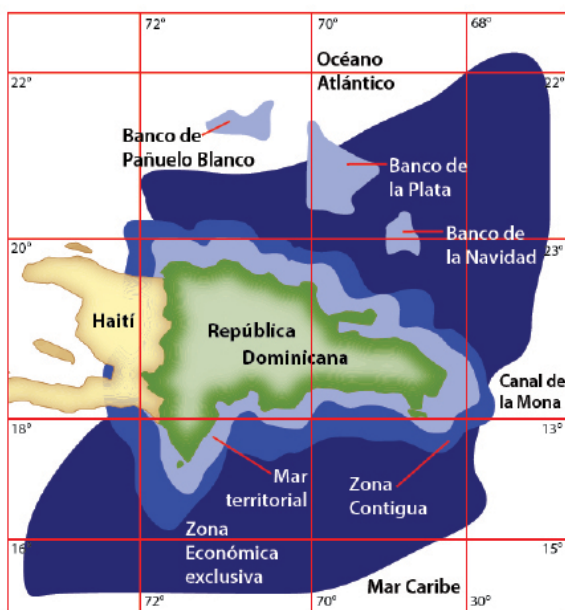 72°
70°
68°
Océano
Atlántico
22°
22°
Banco de
Pañuelo Blanco
Banco de
la Plata
20°
23°
Banco de
la Navidad
Haití
República
Dominicana
Canal de
la Mona
18°
13°
Mar
territorial
Zona
Contigua
Zona
Económica
exclusiva
16°
15°
Mar Caribe
72°
70°
30°